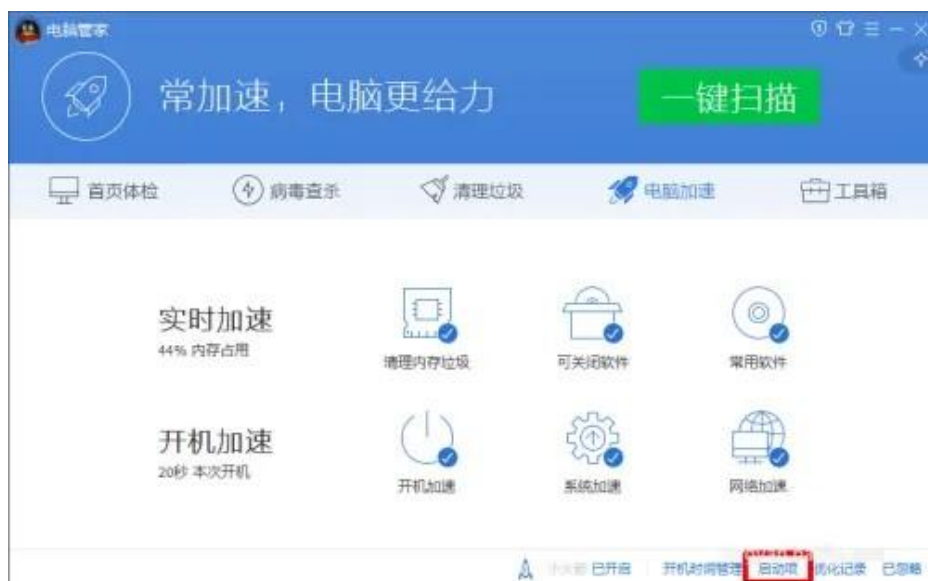 电脑管家
常加速，电脑更给力
一键扫描
首页体检 病毒查杀 清理垃圾 电脑加速 工具箱
实时加速
44% 内存占用
清理内存垃圾 可关闭软件 常用软件
开机加速
20秒 本次开机
开机加速 系统加速 网络加速
小火箭 已开启 开机时间管理 启动项 优化记录 已忽略